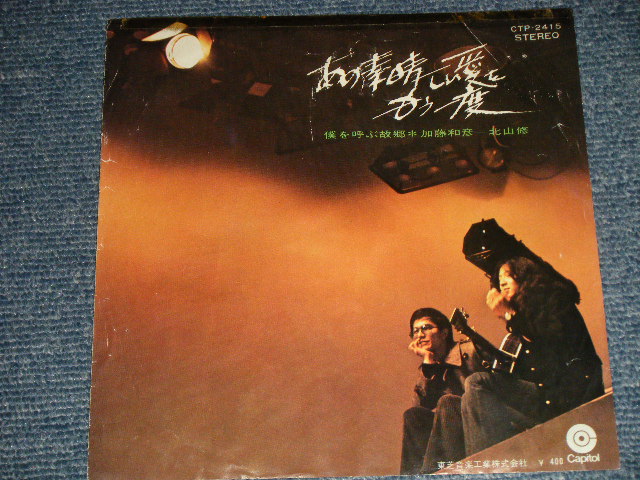 CTP-2415
STEREO
あの素晴しい愛を
もう一度
僕を呼ぶ故郷＊加藤和彦－北山修
東芝音楽工業株式会社 ¥ 400
Capitol